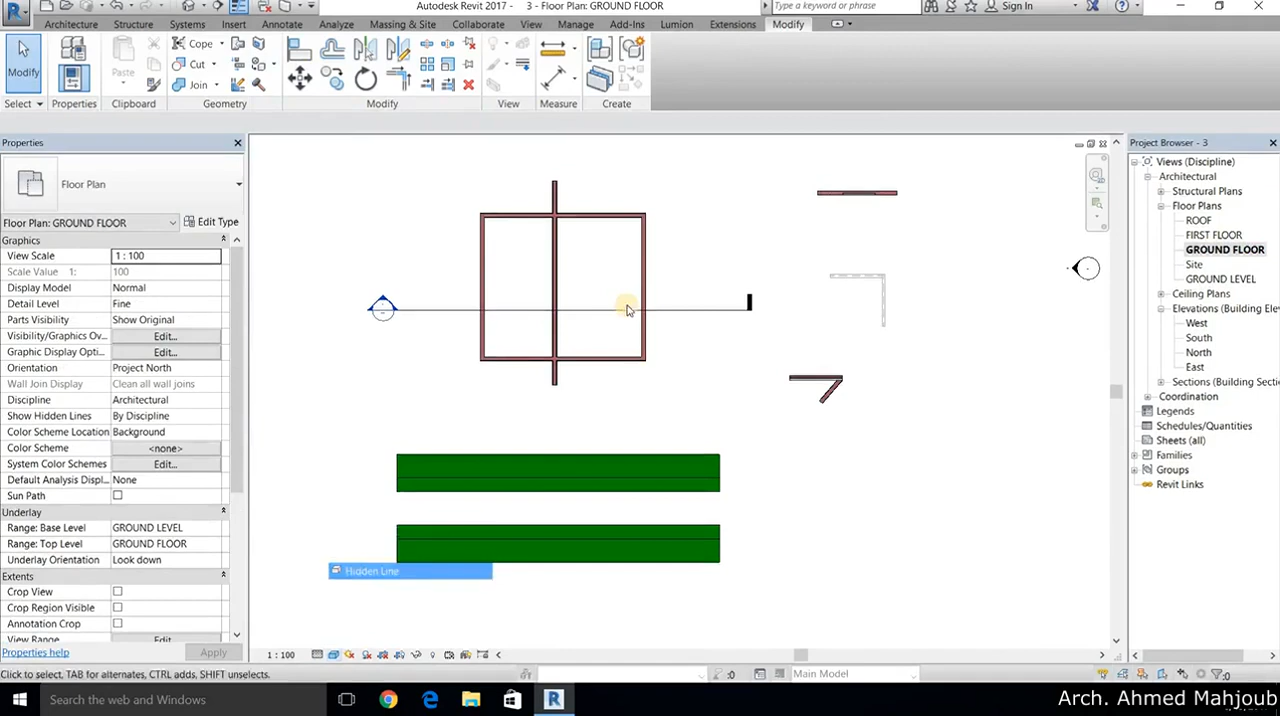 Autodesk Revit 2017 - 3 - Floor Plan: GROUND FLOOR
Type a keyword or phrase
Sign In
Architecture Structure Systems Insert Annotate Analyze Massing & Site Collaborate View Manage Add-Ins Lumion Extensions Modify
Modify
Paste
Cope
Cut
Join
Select Properties Clipboard Geometry Modify View Measure Create
Properties
Floor Plan
Floor Plan: GROUND FLOOR Edit Type
Graphics
View Scale 1 : 100
Scale Value 1: 100
Display Model Normal
Detail Level Fine
Parts Visibility Show Original
Visibility/Graphics Ov... Edit...
Graphic Display Opti... Edit...
Orientation Project North
Wall Join Display Clean all wall joins
Discipline Architectural
Show Hidden Lines By Discipline
Color Scheme Location Background
Color Scheme <none>
System Color Schemes Edit...
Default Analysis Displ... None
Sun Path
Underlay
Range: Base Level GROUND LEVEL
Range: Top Level GROUND FLOOR
Underlay Orientation Look down
Extents
Crop View
Crop Region Visible
Annotation Crop
View Range Edit...
Properties help Apply
Hidden Line
1 : 100
Project Browser - 3
Views (Discipline)
Architectural
Structural Plans
Floor Plans
ROOF
FIRST FLOOR
GROUND FLOOR
Site
GROUND LEVEL
Ceiling Plans
Elevations (Building Elev
West
South
North
East
Sections (Building Section
Coordination
Legends
Schedules/Quantities
Sheets (all)
Families
Groups
Revit Links
Click to select, TAB for alternates, CTRL adds, SHIFT unselects.
:0
Main Model
:0
Search the web and Windows
Arch. Ahmed Mahjoub